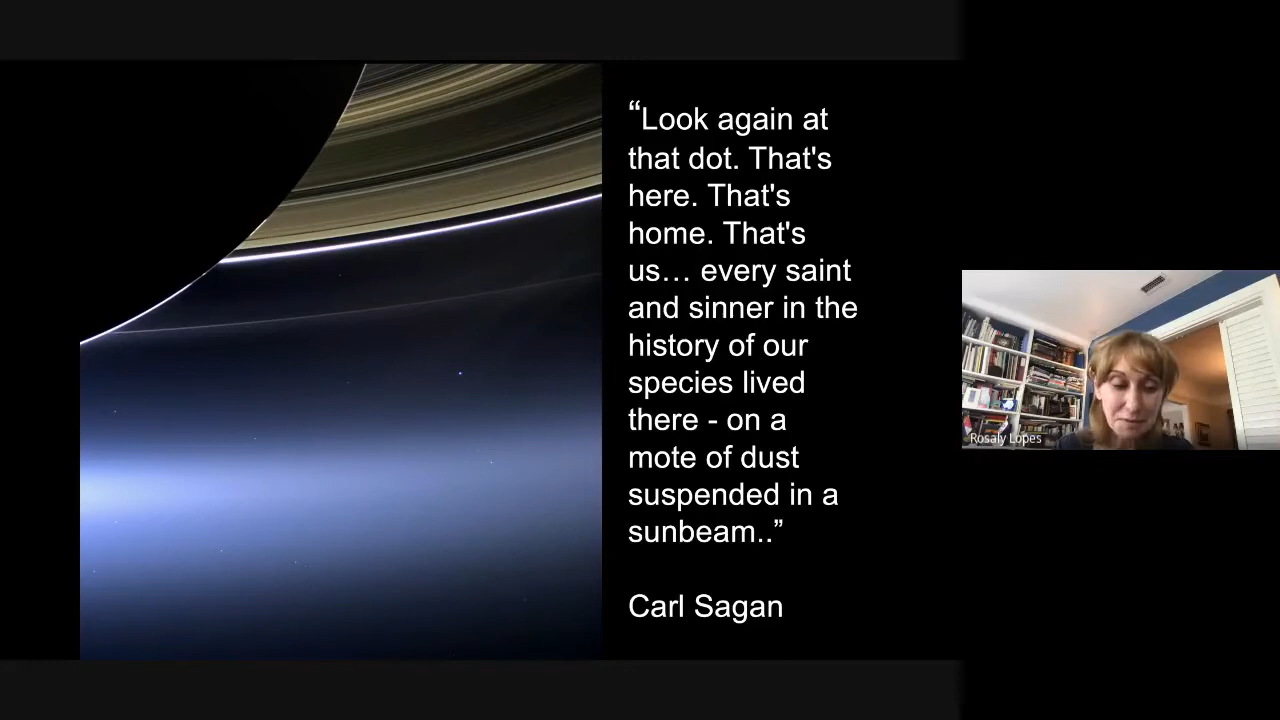 “Look again at
that dot. That's
here. That's
home. That's
us… every saint
and sinner in the
history of our
species lived
there - on a
mote of dust
suspended in a
sunbeam..”
Carl Sagan
Rosaly Lopes